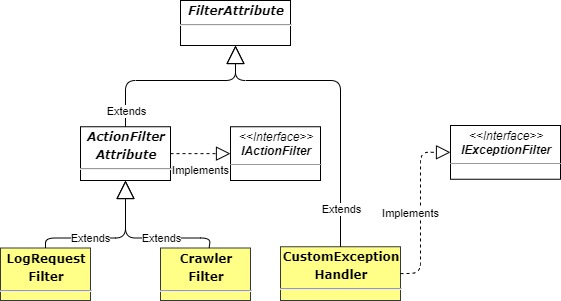 FilterAttribute
Extends
ActionFilter
Attribute
<<Interface>>
IActionFilter
<<Interface>>
IExceptionFilter
Implements
Extends
Implements
Extends
Extends
LogRequest
Filter
Crawler
Filter
CustomException
Handler